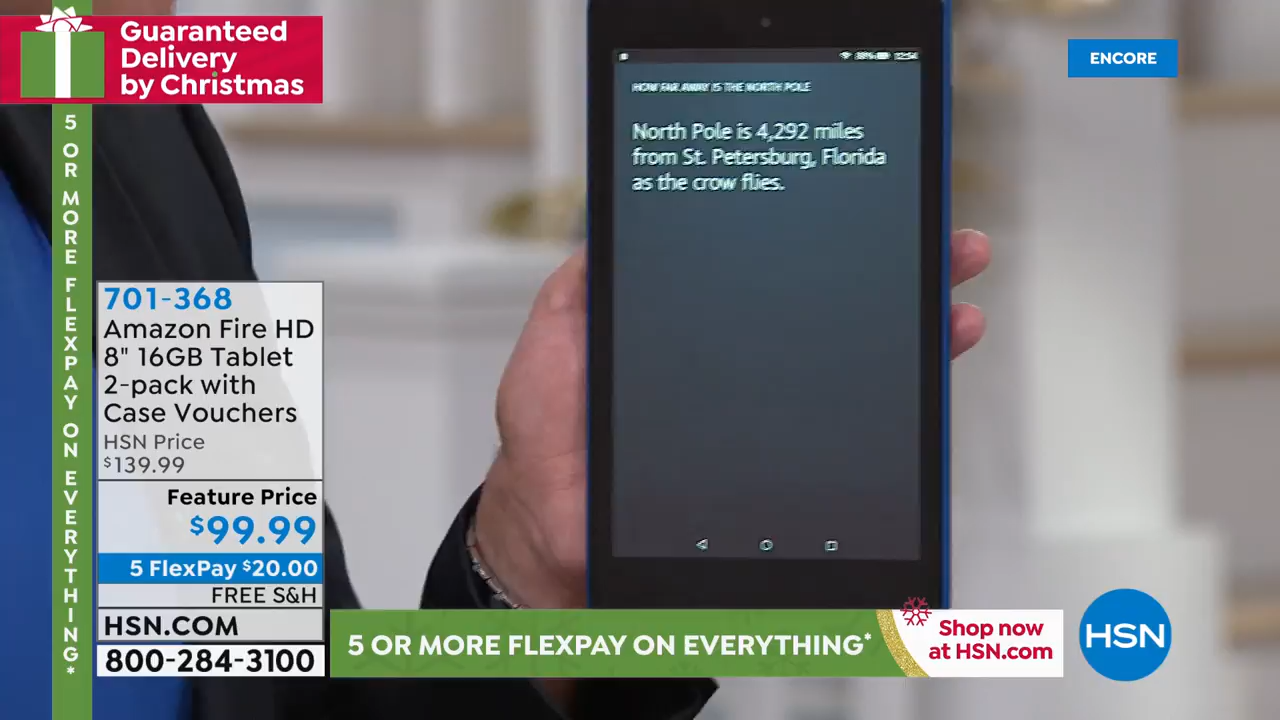 Guaranteed
Delivery
by Christmas
ENCORE
5 OR MORE FLEXPAY ON EVERYTHING*
88% 12:54
HOW FAR AWAY IS THE NORTH POLE
North Pole is 4,292 miles
from St. Petersburg, Florida
as the crow flies.
701-368
Amazon Fire HD
8" 16GB Tablet
2-pack with
Case Vouchers
HSN Price
$139.99
Feature Price
$99.99
5 FlexPay $20.00
FREE S&H
HSN.COM
800-284-3100
5 OR MORE FLEXPAY ON EVERYTHING*
Shop now
at HSN.com
HSN